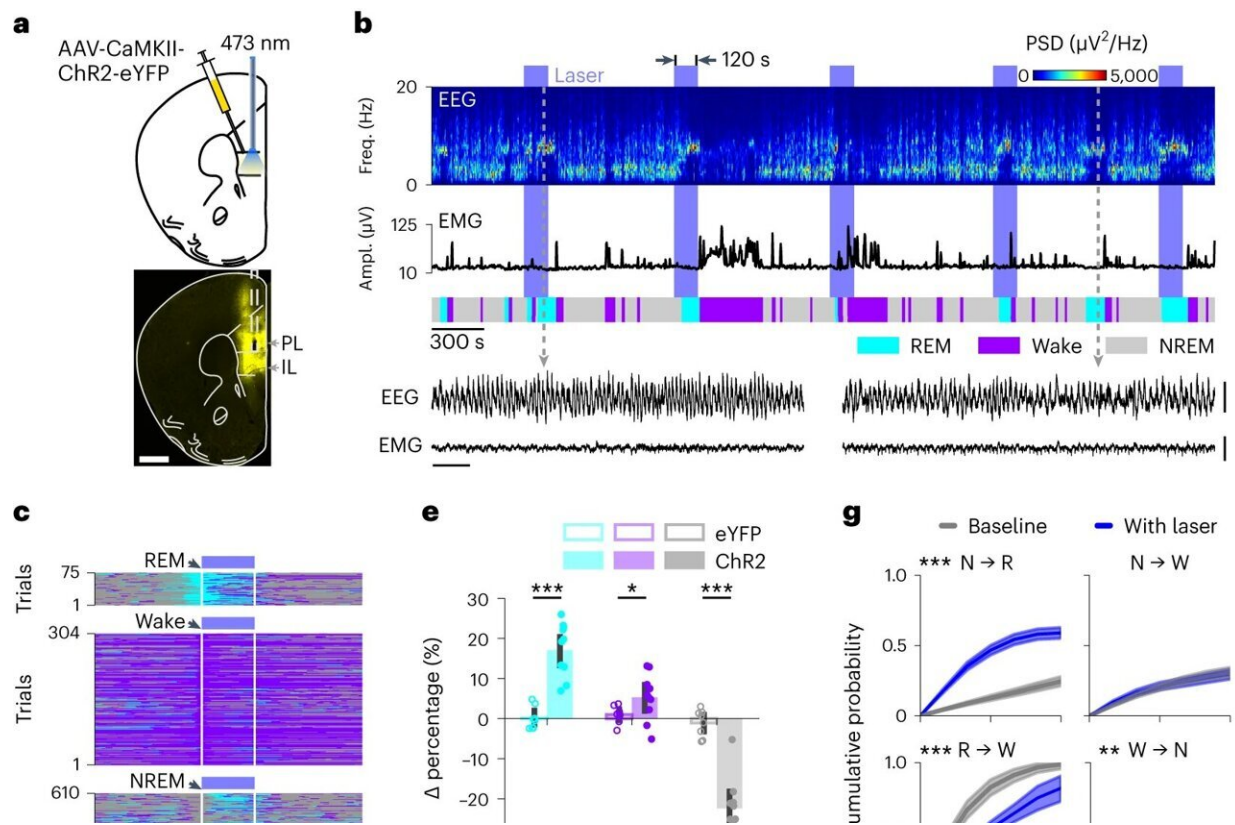 a
AAV-CaMKII-
ChR2-eYFP
473 nm
PL
IL
b
120 s
Laser
PSD (µV²/Hz)
0 5,000
20
EEG
Freq. (Hz)
0
125
EMG
Ampl. (µV)
10
300 s
REM Wake NREM
EEG
EMG
c
REM
75
Trials
1
Wake
304
Trials
1
NREM
610
e
eYFP
ChR2
30
*** * ***
20
10
0
−10
−20
Δ percentage (%)
g
Baseline With laser
*** N → R
N → W
1.0
0.5
0
*** R → W
** W → N
1.0